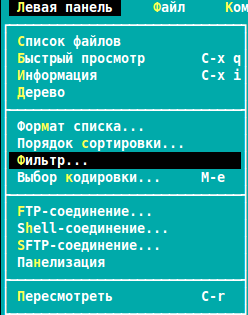 Левая панель Файл Ком
Список файлов
Быстрый просмотр C-x q
Информация C-x i
Дерево
Формат списка...
Порядок сортировки...
Фильтр...
Выбор кодировки... M-e
FTP-соединение...
Shell-соединение...
SFTP-соединение...
Панелизация
Пересмотреть C-r